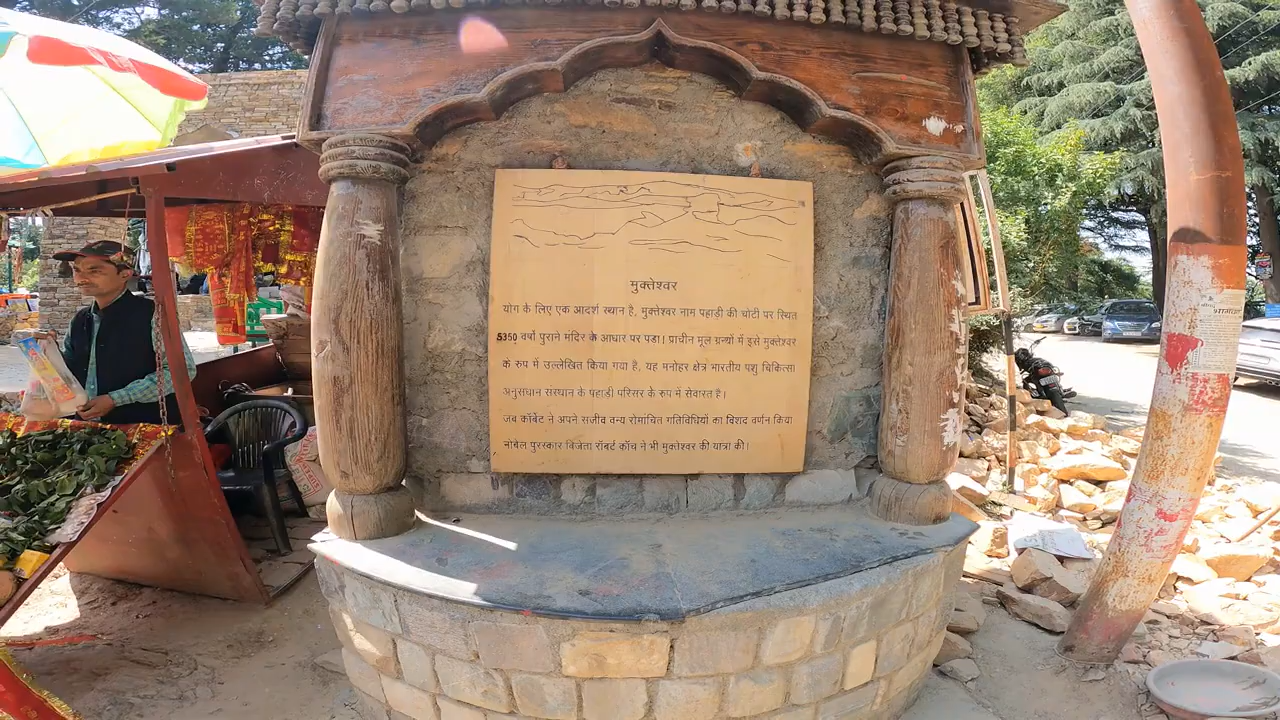 मुक्तेश्वर
योग के लिए एक आदर्श स्थान है, मुक्तेश्वर नाम पहाड़ी की चोटी पर स्थित
5350 वर्षो पुराने मंदिर के आधार पर पडा। प्राचीन मूल ग्रन्थों में इसे मुक्तेश्वर
के रुप में उल्लेखित किया गया है, यह मनोहर क्षेत्र भारतीय पशु चिकित्सा
अनुसंधान संस्थान के पहाड़ी परिसर के रुप में सेवारत है।
जब कॉर्बेट ने अपने सजीव वन्य रोमांचित गतिविधियों का बिशद वर्णन किया
नोबेल पुरस्कार विजेता रॉबर्ट कॉच ने भी मुक्तेश्वर की यात्रा की।